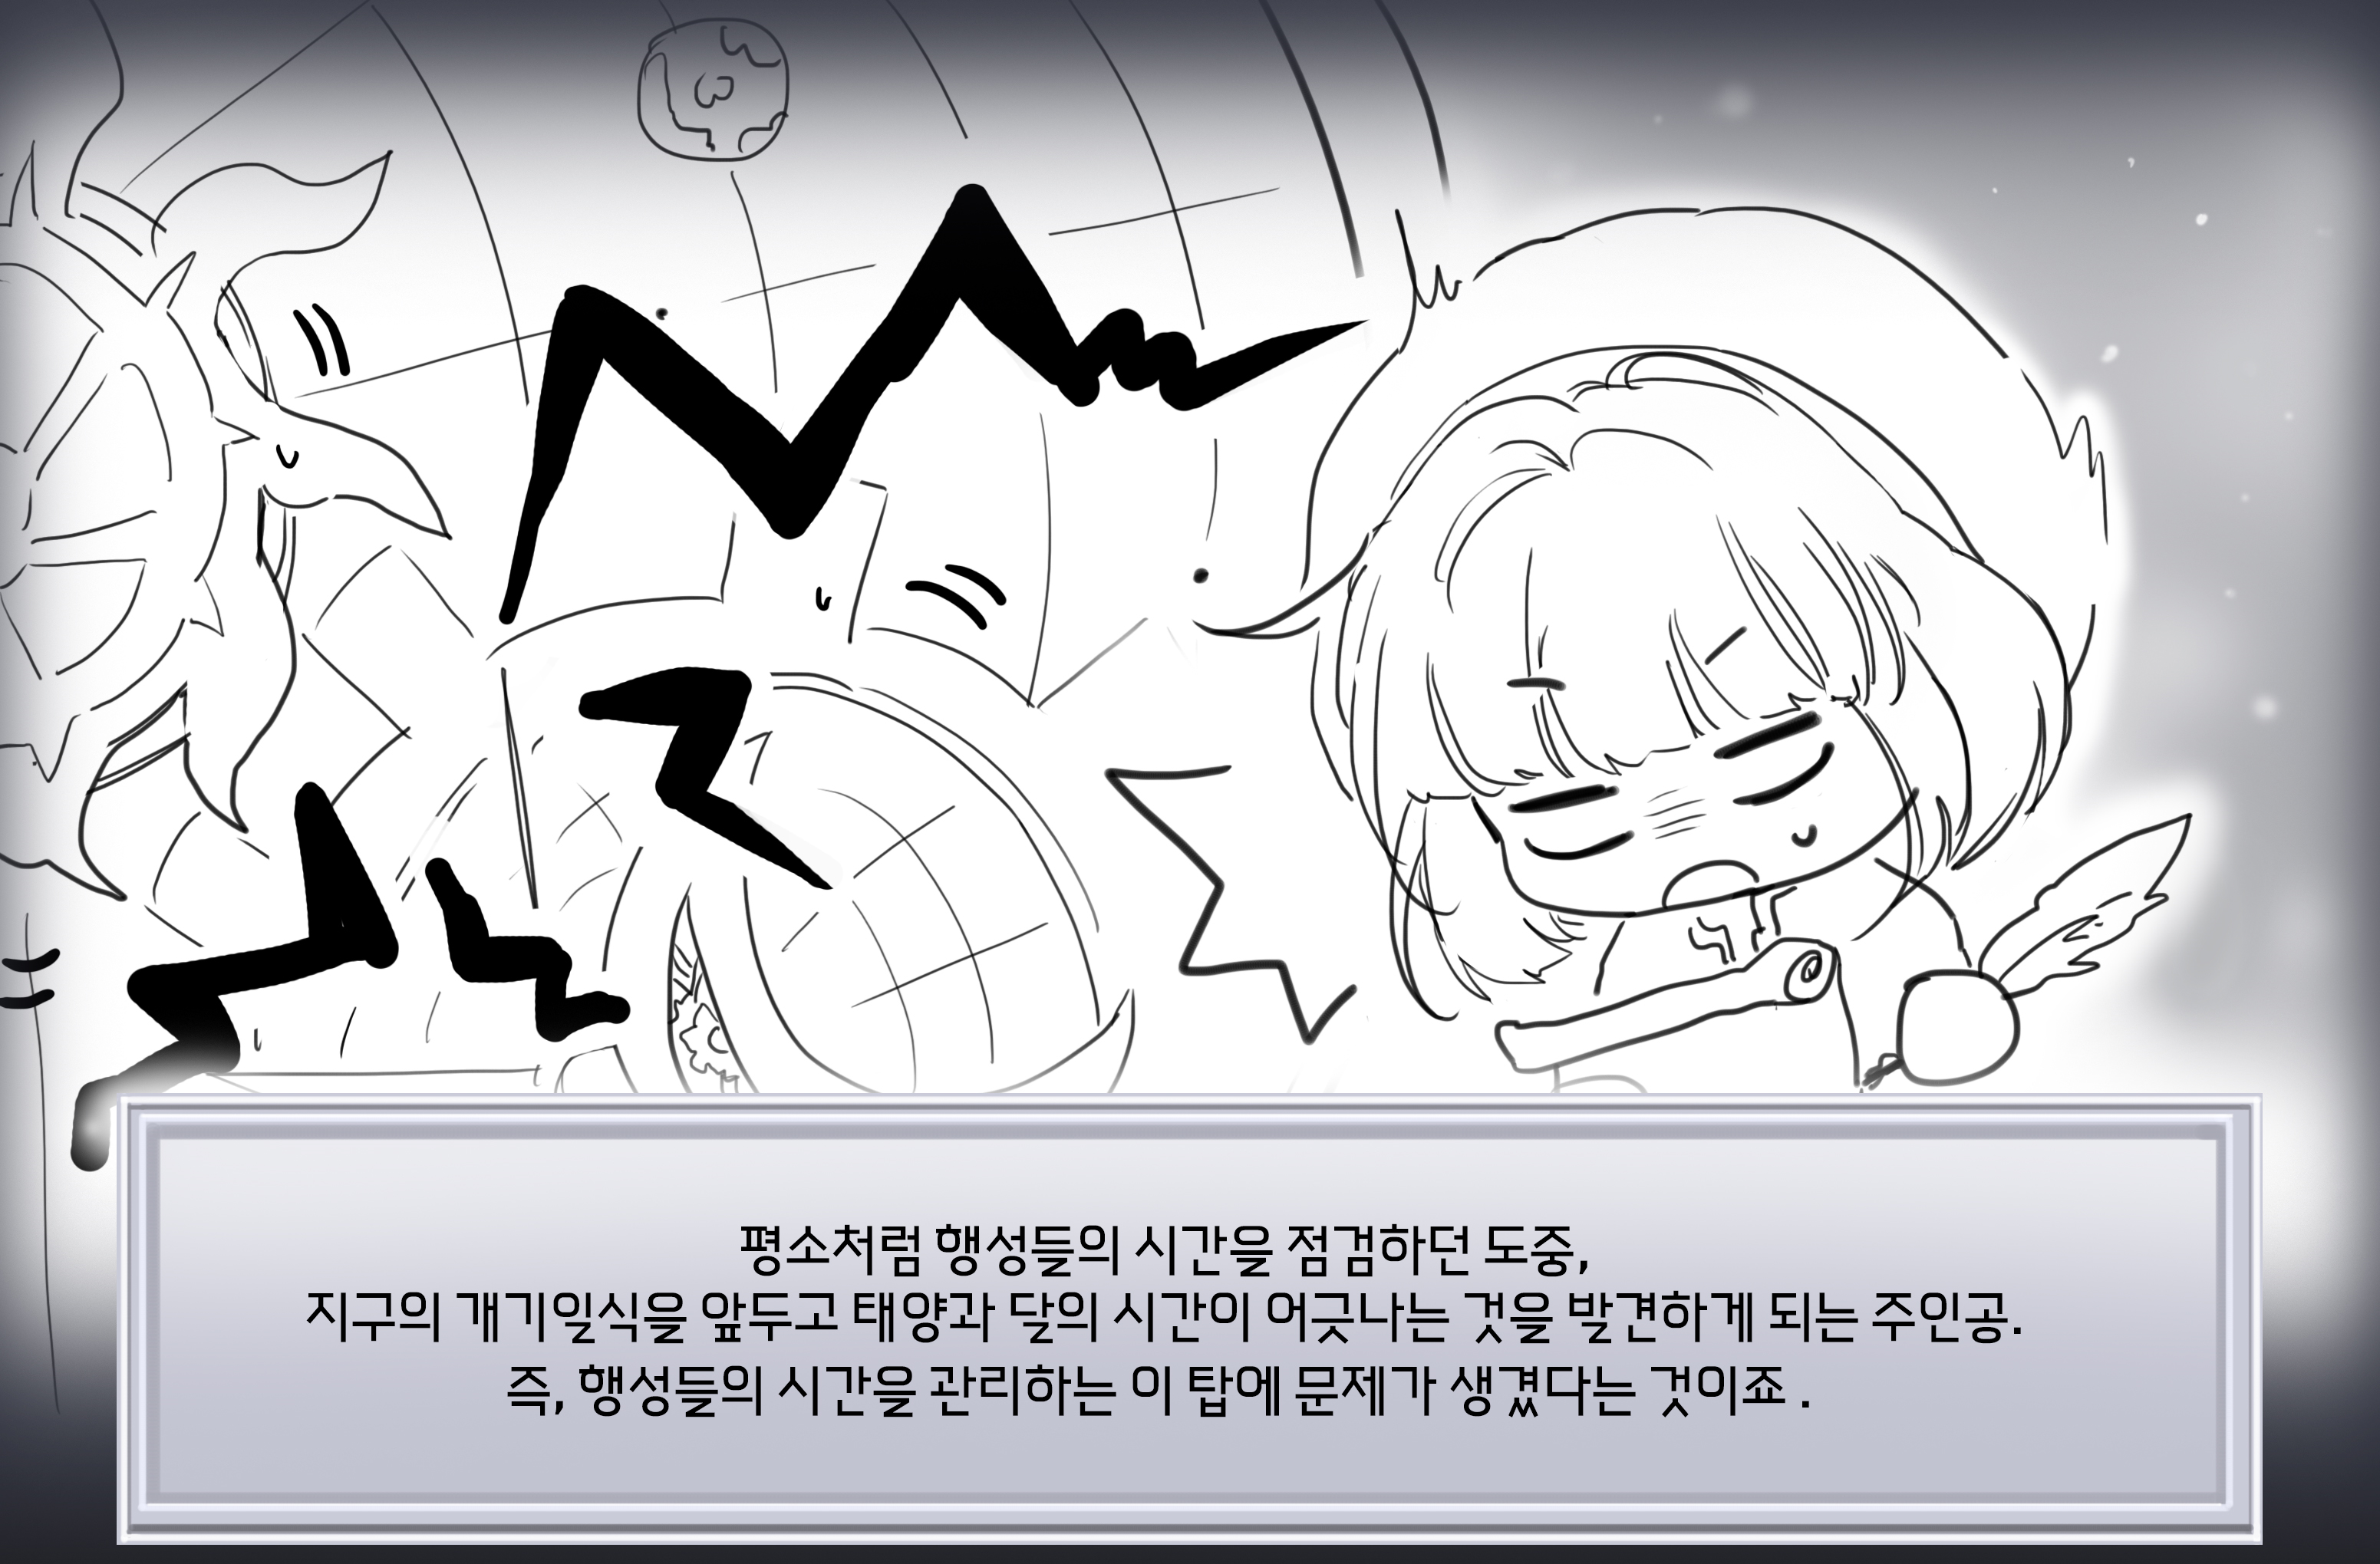 평소처럼 행성들의 시간을 점검하던 도중,
지구의 개기일식을 앞두고 태양과 달의 시간이 어긋나는 것을 발견하게 되는 주인공.
즉, 행성들의 시간을 관리하는 이 탑에 문제가 생겼다는 것이죠 .